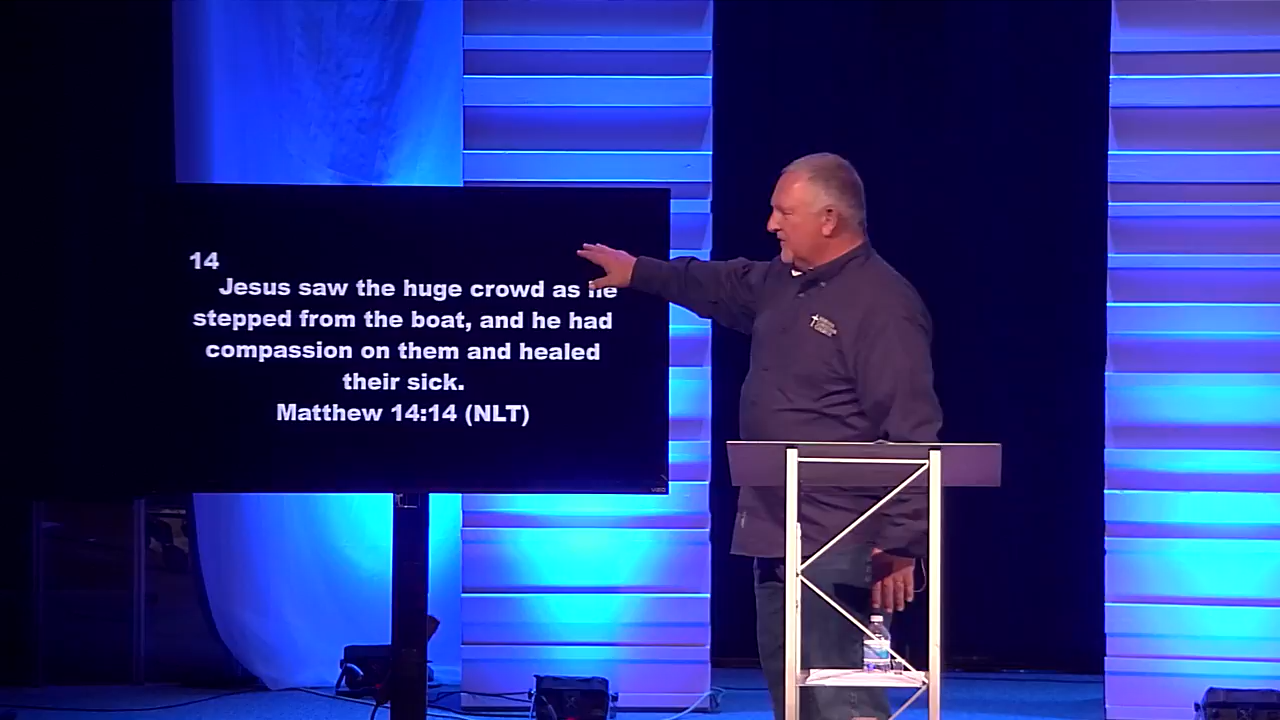 14
Jesus saw the huge crowd as he
stepped from the boat, and he had
compassion on them and healed
their sick.
Matthew 14:14 (NLT)